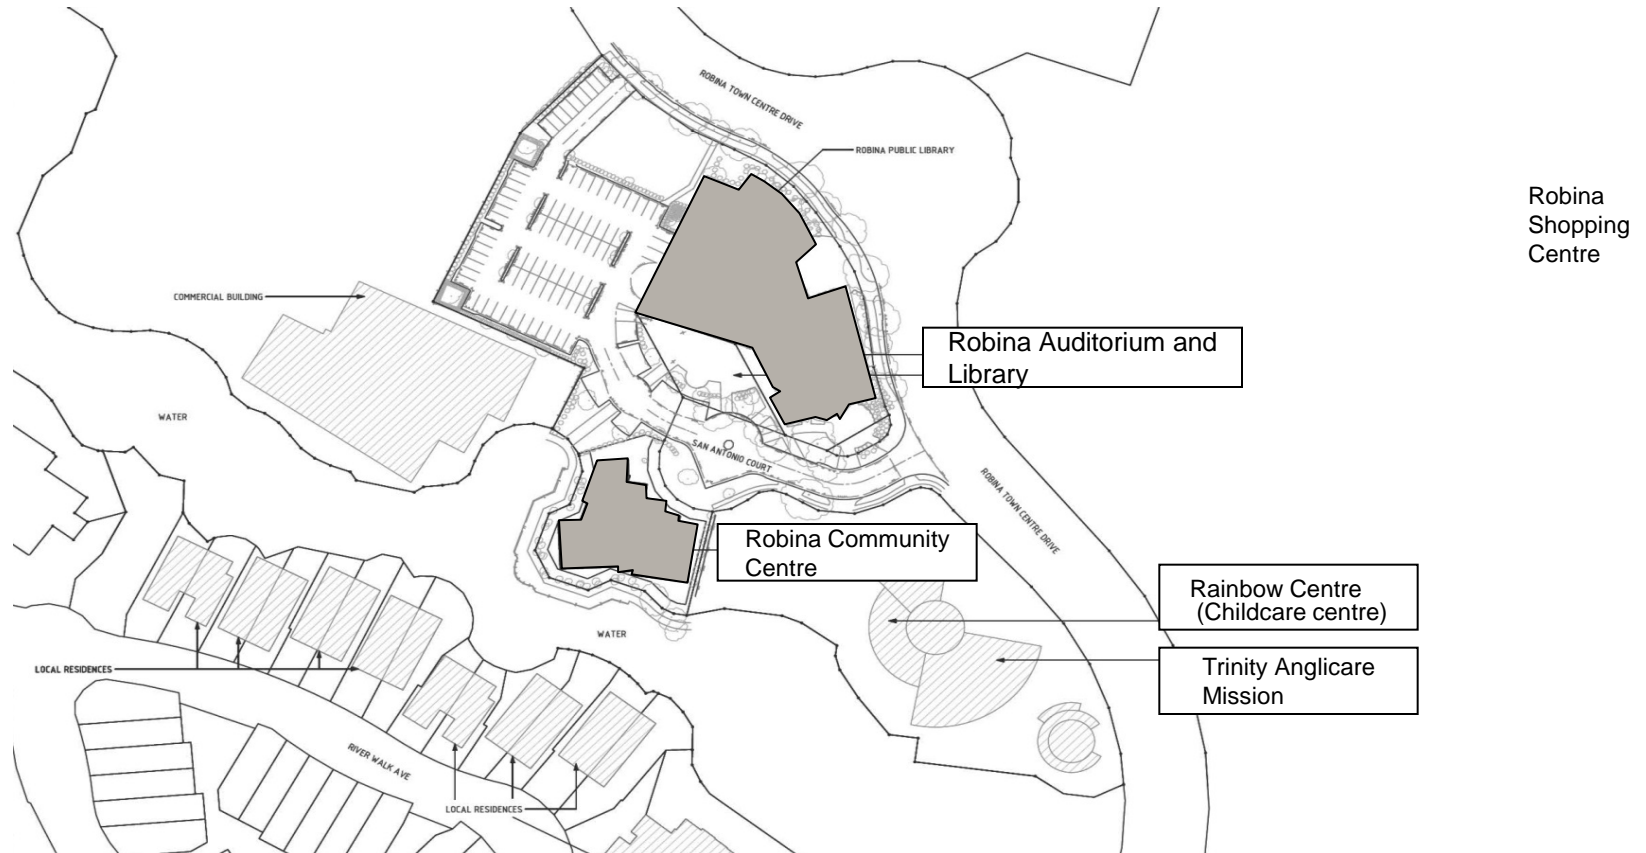 ROBINA TOWN CENTRE DRIVE
ROBINA PUBLIC LIBRARY
Robina
Shopping
Centre
COMMERCIAL BUILDING
Robina Auditorium and
Library
WATER
SAN ANTONIO COURT
ROBINA TOWN CENTRE DRIVE
Robina Community
Centre
Rainbow Centre
(Childcare centre)
WATER
Trinity Anglicare
Mission
LOCAL RESIDENCES
RIVER WALK AVE
LOCAL RESIDENCES